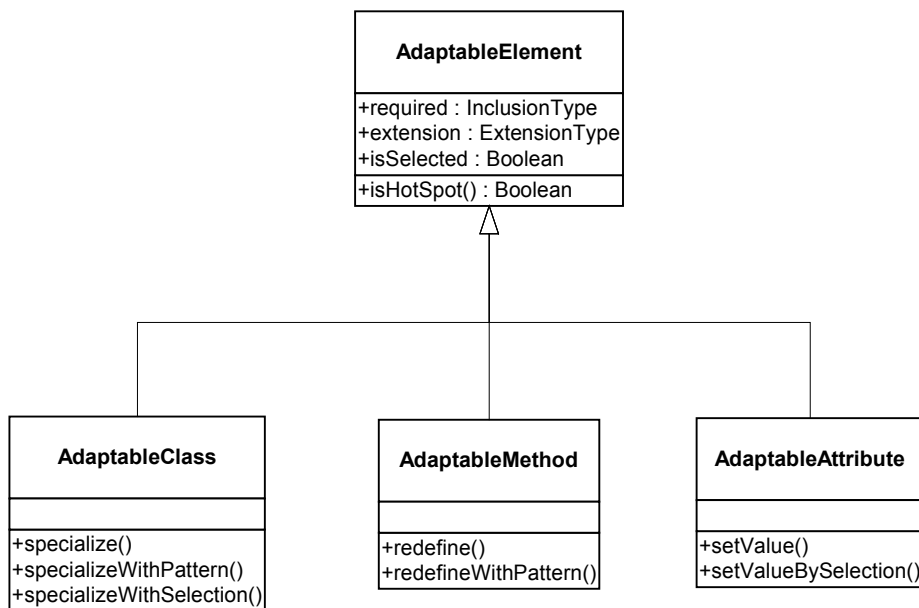 AdaptableElement
+required : InclusionType
+extension : ExtensionType
+isSelected : Boolean
+isHotSpot() : Boolean
AdaptableClass
+specialize()
+specializeWithPattern()
+specializeWithSelection()
AdaptableMethod
+redefine()
+redefineWithPattern()
AdaptableAttribute
+setValue()
+setValueBySelection()